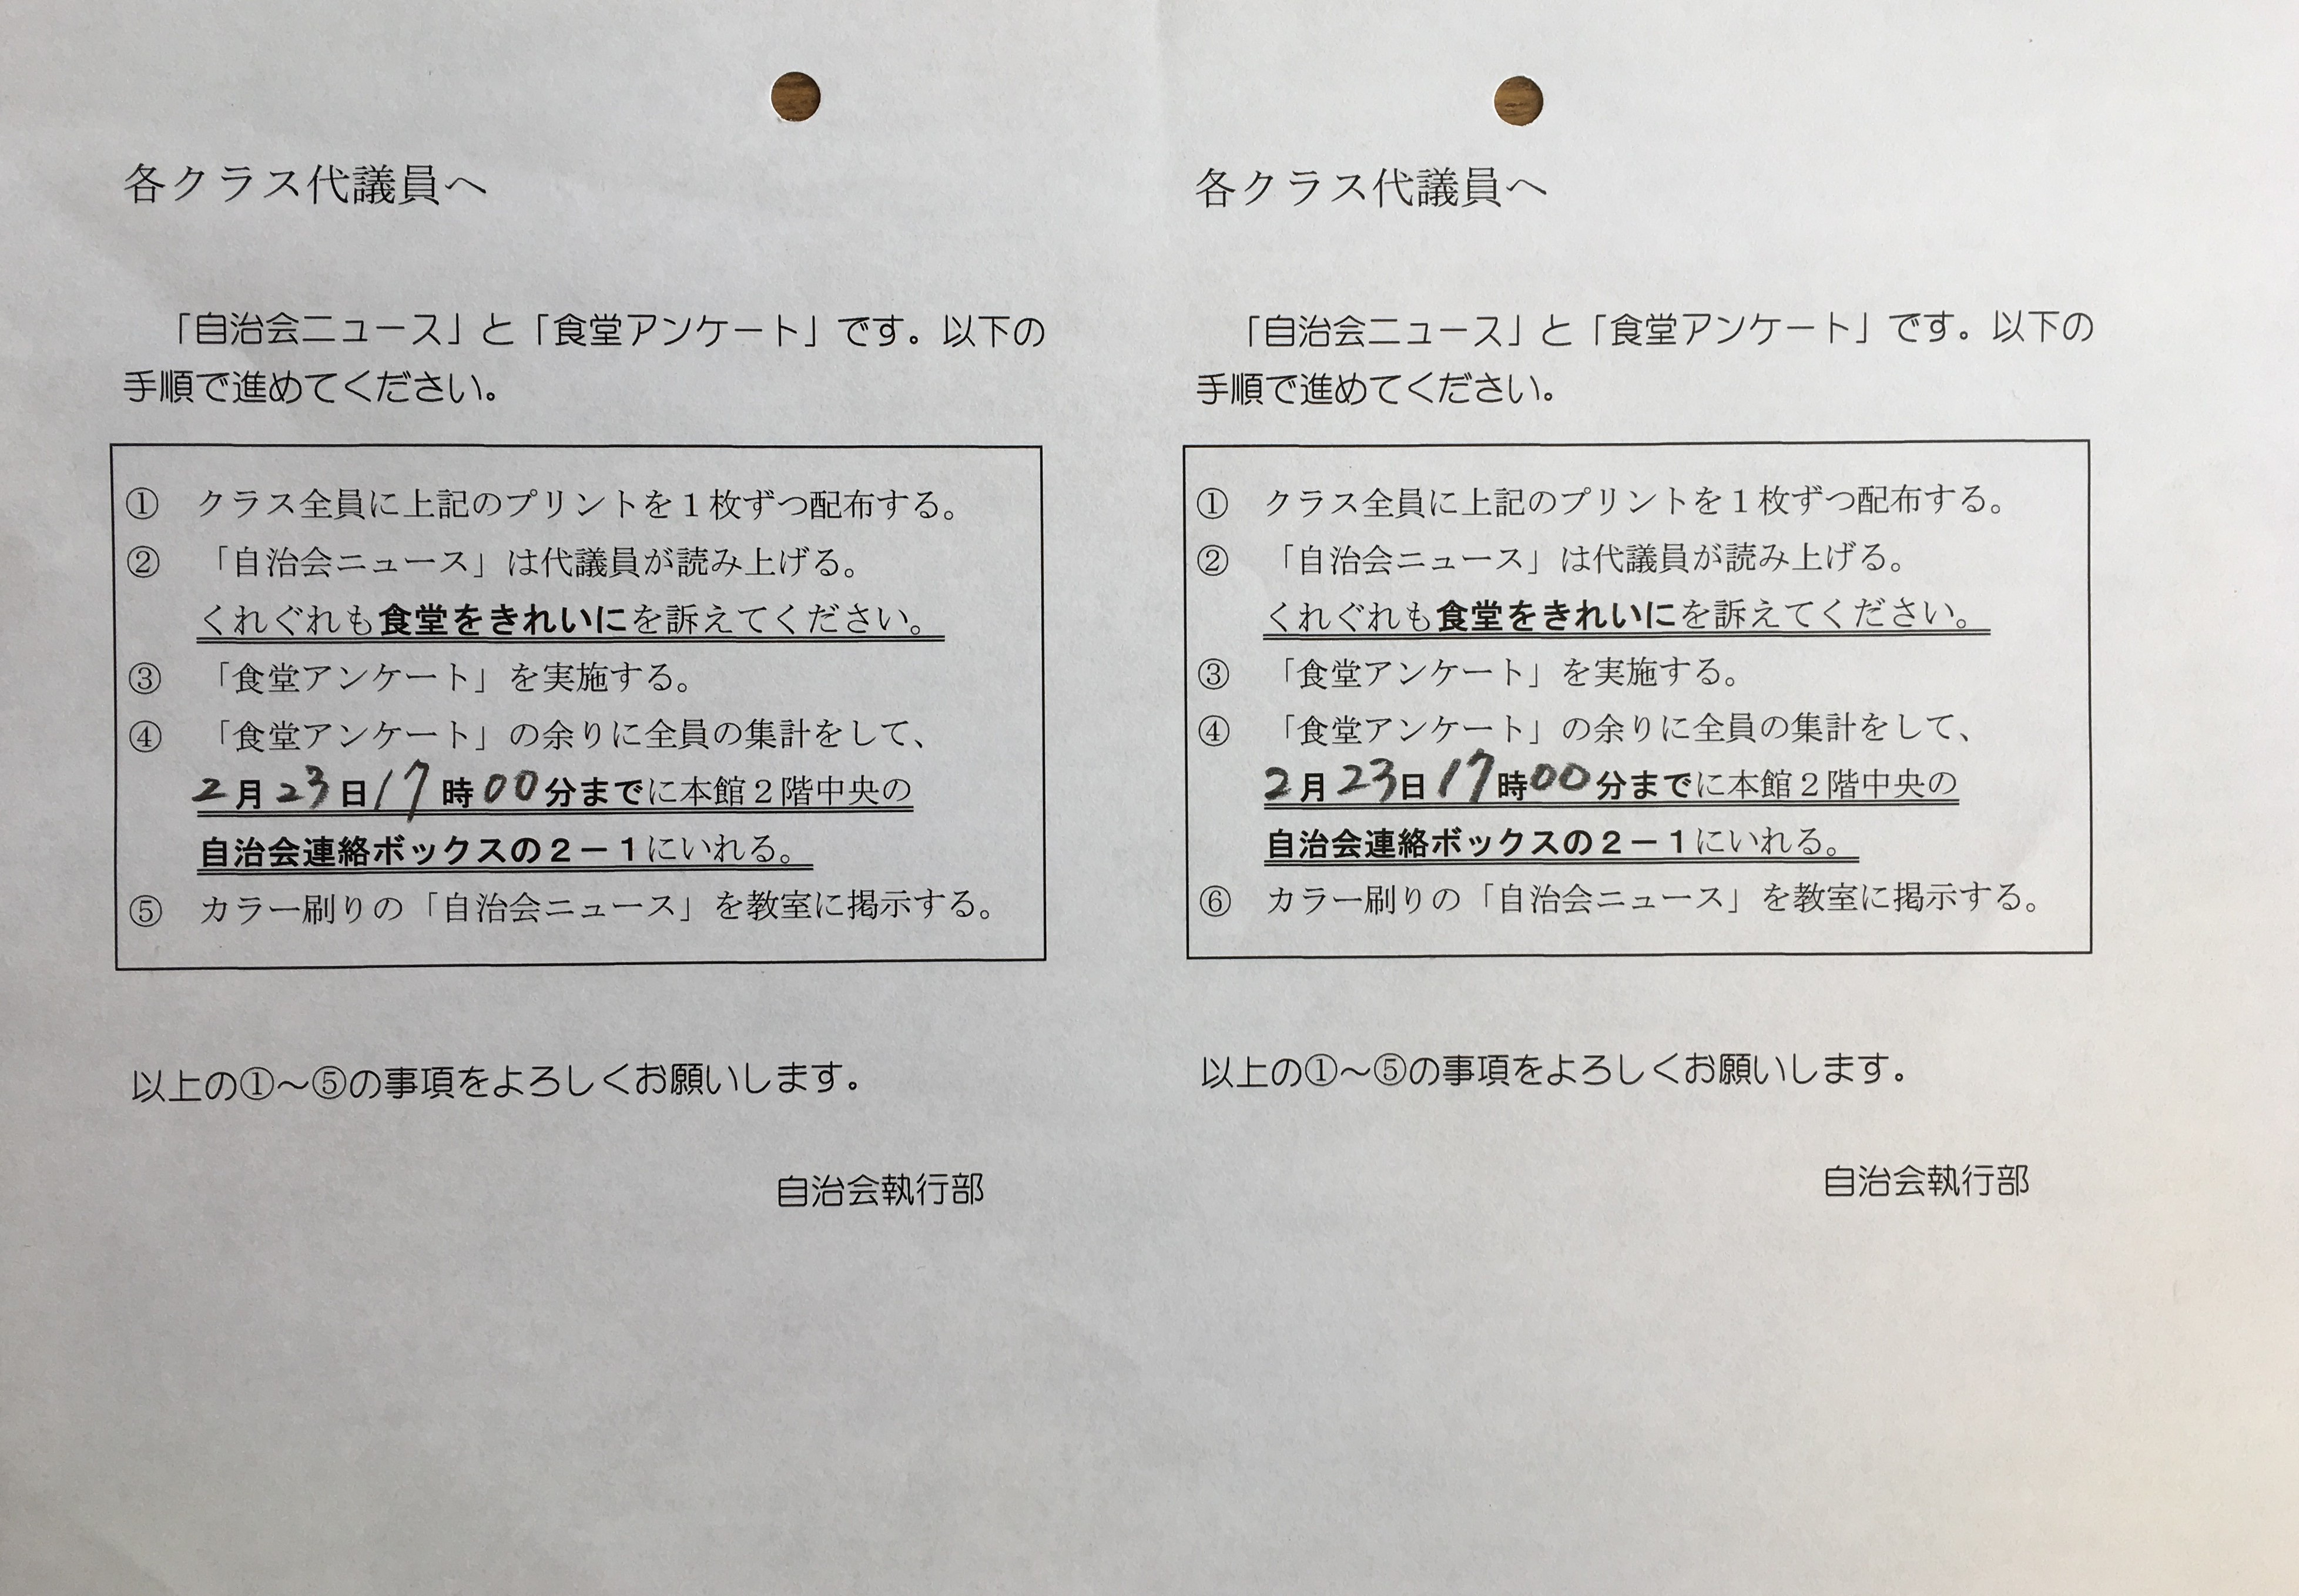 各クラス代議員へ
「自治会ニュース」と「食堂アンケート」です。以下の
手順で進めてください。
① クラス全員に上記のプリントを１枚ずつ配布する。
② 「自治会ニュース」は代議員が読み上げる。
くれぐれも食堂をきれいにを訴えてください。
③ 「食堂アンケート」を実施する。
④ 「食堂アンケート」の余りに全員の集計をして、
2月23日17時00分までに本館２階中央の
自治会連絡ボックスの２－１にいれる。
⑤ カラー刷りの「自治会ニュース」を教室に掲示する。
以上の①～⑤の事項をよろしくお願いします。
自治会執行部
各クラス代議員へ
「自治会ニュース」と「食堂アンケート」です。以下の
手順で進めてください。
① クラス全員に上記のプリントを１枚ずつ配布する。
② 「自治会ニュース」は代議員が読み上げる。
くれぐれも食堂をきれいにを訴えてください。
③ 「食堂アンケート」を実施する。
④ 「食堂アンケート」の余りに全員の集計をして、
2月23日17時00分までに本館２階中央の
自治会連絡ボックスの２－１にいれる。
⑥ カラー刷りの「自治会ニュース」を教室に掲示する。
以上の①～⑤の事項をよろしくお願いします。
自治会執行部